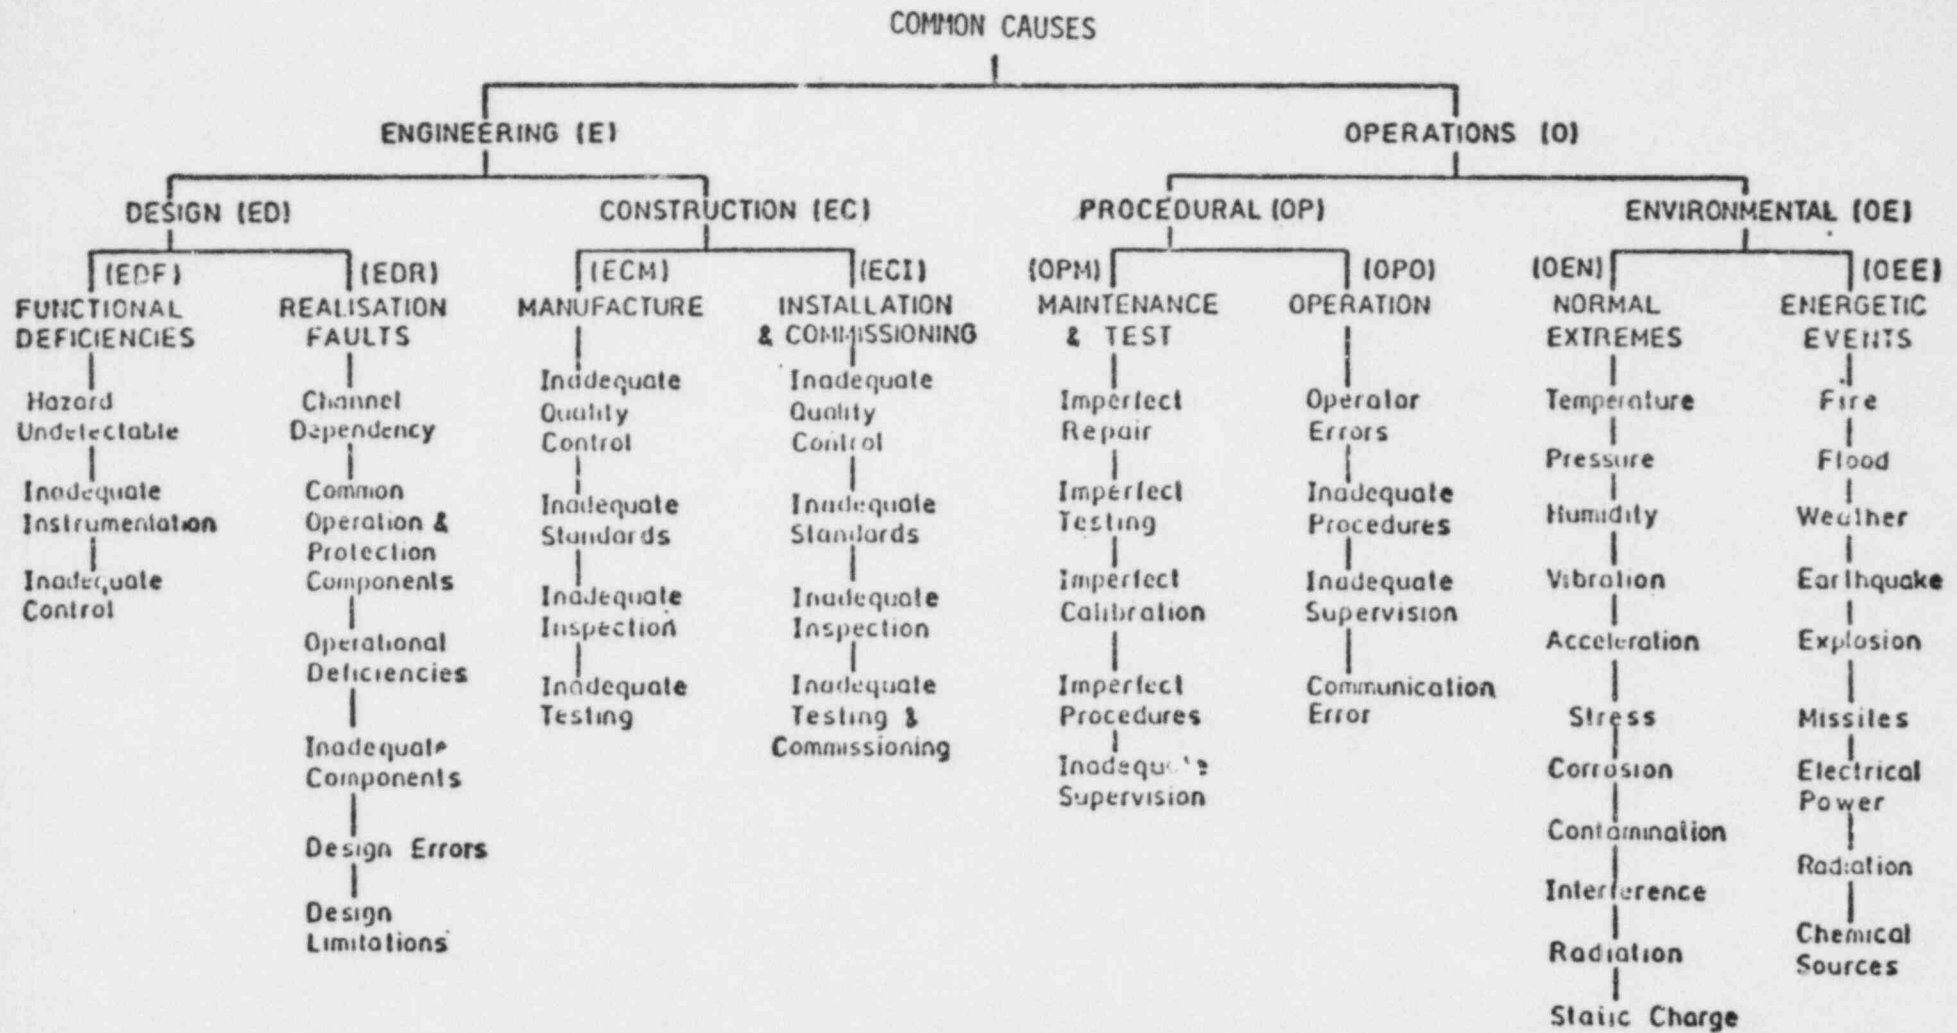 COMMON CAUSES
ENGINEERING (E)
OPERATIONS (O)
DESIGN (ED)
CONSTRUCTION (EC)
PROCEDURAL (OP)
ENVIRONMENTAL (OE)
(EDF)
FUNCTIONAL
DEFICIENCIES
Hazard
Undetectable
Inadequate
Instrumentation
Inadequate
Control
(EDR)
REALISATION
FAULTS
Channel
Dependency
Common
Operation &
Protection
Components
Operational
Deficiencies
Inadequate
Components
Design Errors
Design
Limitations
(ECM)
MANUFACTURE
Inadequate
Quality
Control
Inadequate
Standards
Inadequate
Inspection
Inadequate
Testing
(ECI)
INSTALLATION
& COMMISSIONING
Inadequate
Quality
Control
Inadequate
Standards
Inadequate
Inspection
Inadequate
Testing &
Commissioning
(OPM)
MAINTENANCE
& TEST
Imperfect
Repair
Imperfect
Testing
Imperfect
Calibration
Imperfect
Procedures
Inadequate
Supervision
(OPO)
OPERATION
Operator
Errors
Inadequate
Procedures
Inadequate
Supervision
Communication
Error
(OEN)
NORMAL
EXTREMES
Temperature
Pressure
Humidity
Vibration
Acceleration
Stress
Corrosion
Contamination
Interference
Radiation
Static Charge
(OEE)
ENERGETIC
EVENTS
Fire
Flood
Weather
Earthquake
Explosion
Missiles
Electrical
Power
Radiation
Chemical
Sources